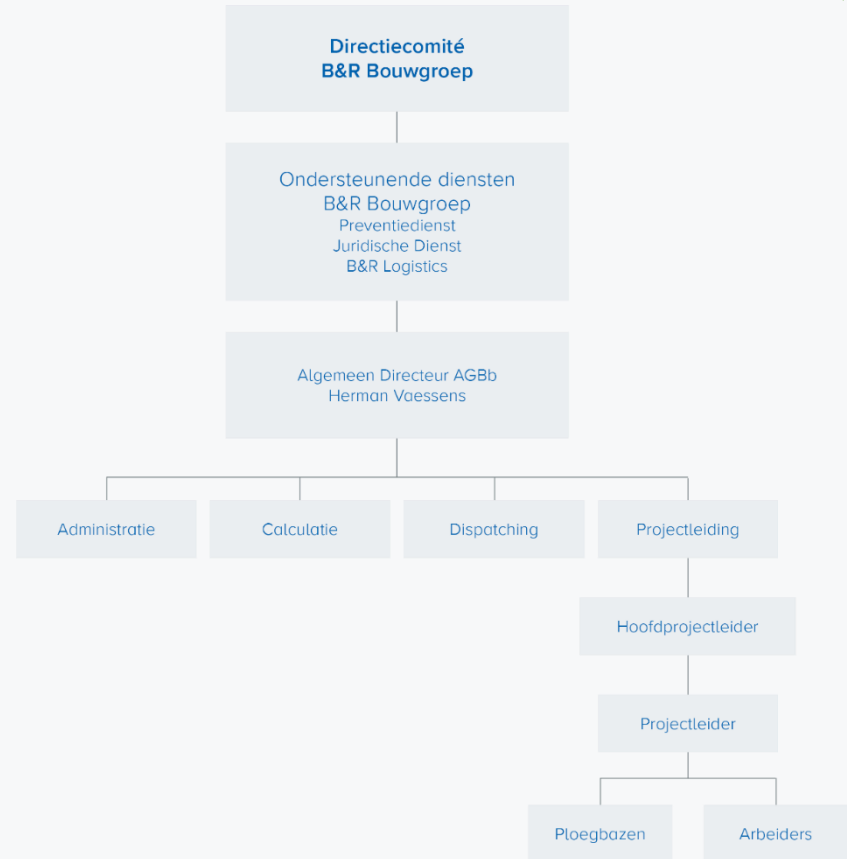 Directiecomité
B&R Bouwgroep
Ondersteunende diensten
B&R Bouwgroep
Preventiedienst
Juridische Dienst
B&R Logistics
Algemeen Directeur AGBb
Herman Vaessens
Administratie
Calculatie
Dispatching
Projectleiding
Hoofdprojectleider
Projectleider
Ploegbazen
Arbeiders